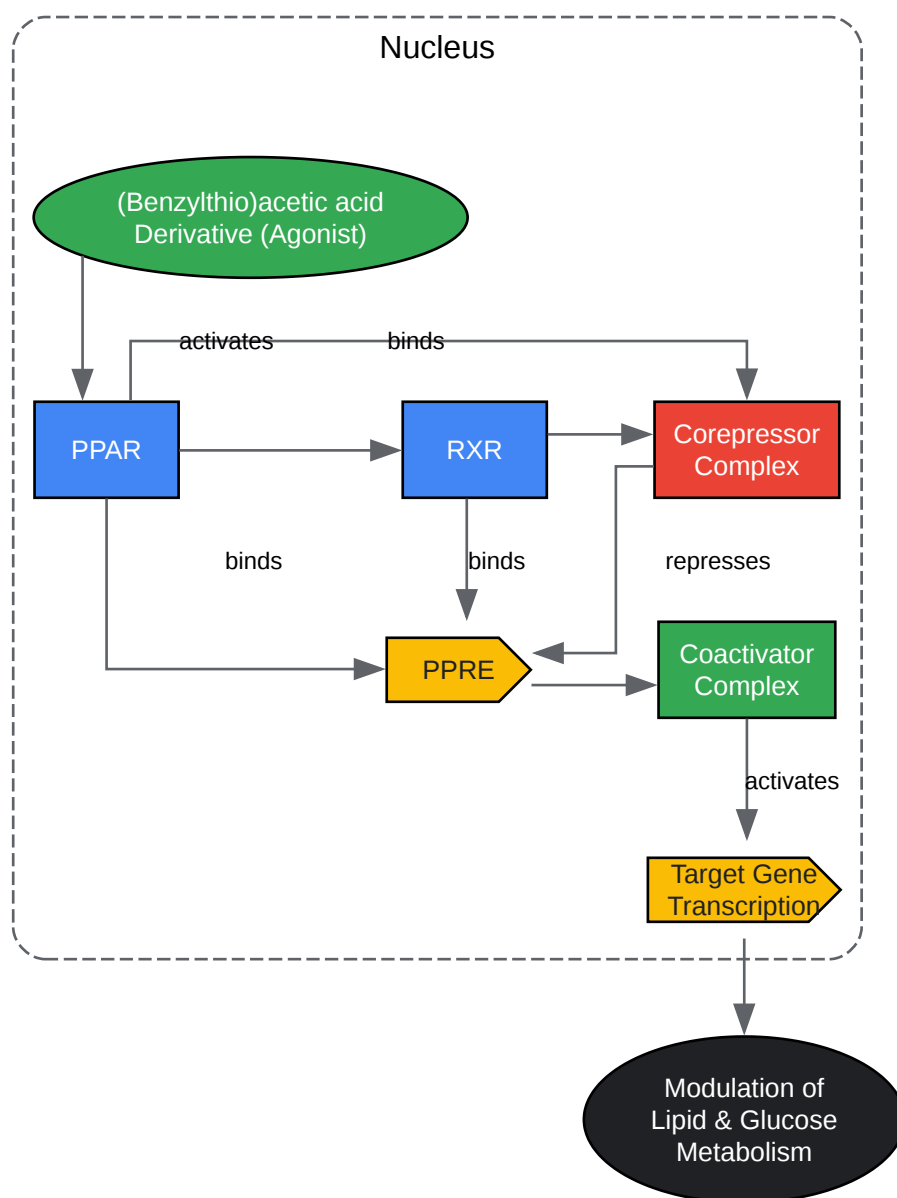 Nucleus
(Benzylthio)acetic acid
Derivative (Agonist)
activates
binds
PPAR
RXR
Corepressor
Complex
binds
binds
represses
PPRE
Coactivator
Complex
activates
Target Gene
Transcription
Modulation of
Lipid & Glucose
Metabolism